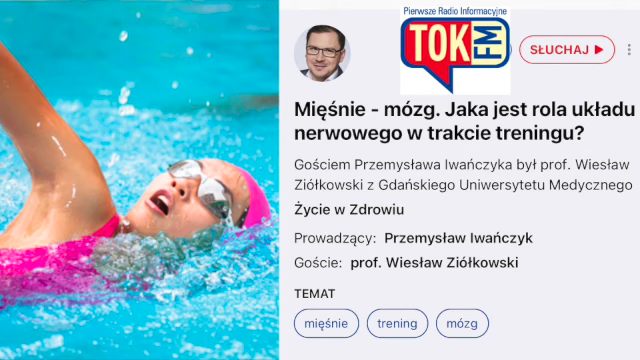 Pierwsze Radio Informacyjne
TOK FM
SŁUCHAJ
Mięśnie - mózg. Jaka jest rola układu
nerwowego w trakcie treningu?
Gościem Przemysława Iwańczyka był prof. Wiesław
Ziółkowski z Gdańskiego Uniwersytetu Medycznego
Życie w Zdrowiu
Prowadzący: Przemysław Iwańczyk
Goście: prof. Wiesław Ziółkowski
TEMAT
mięśnie trening mózg